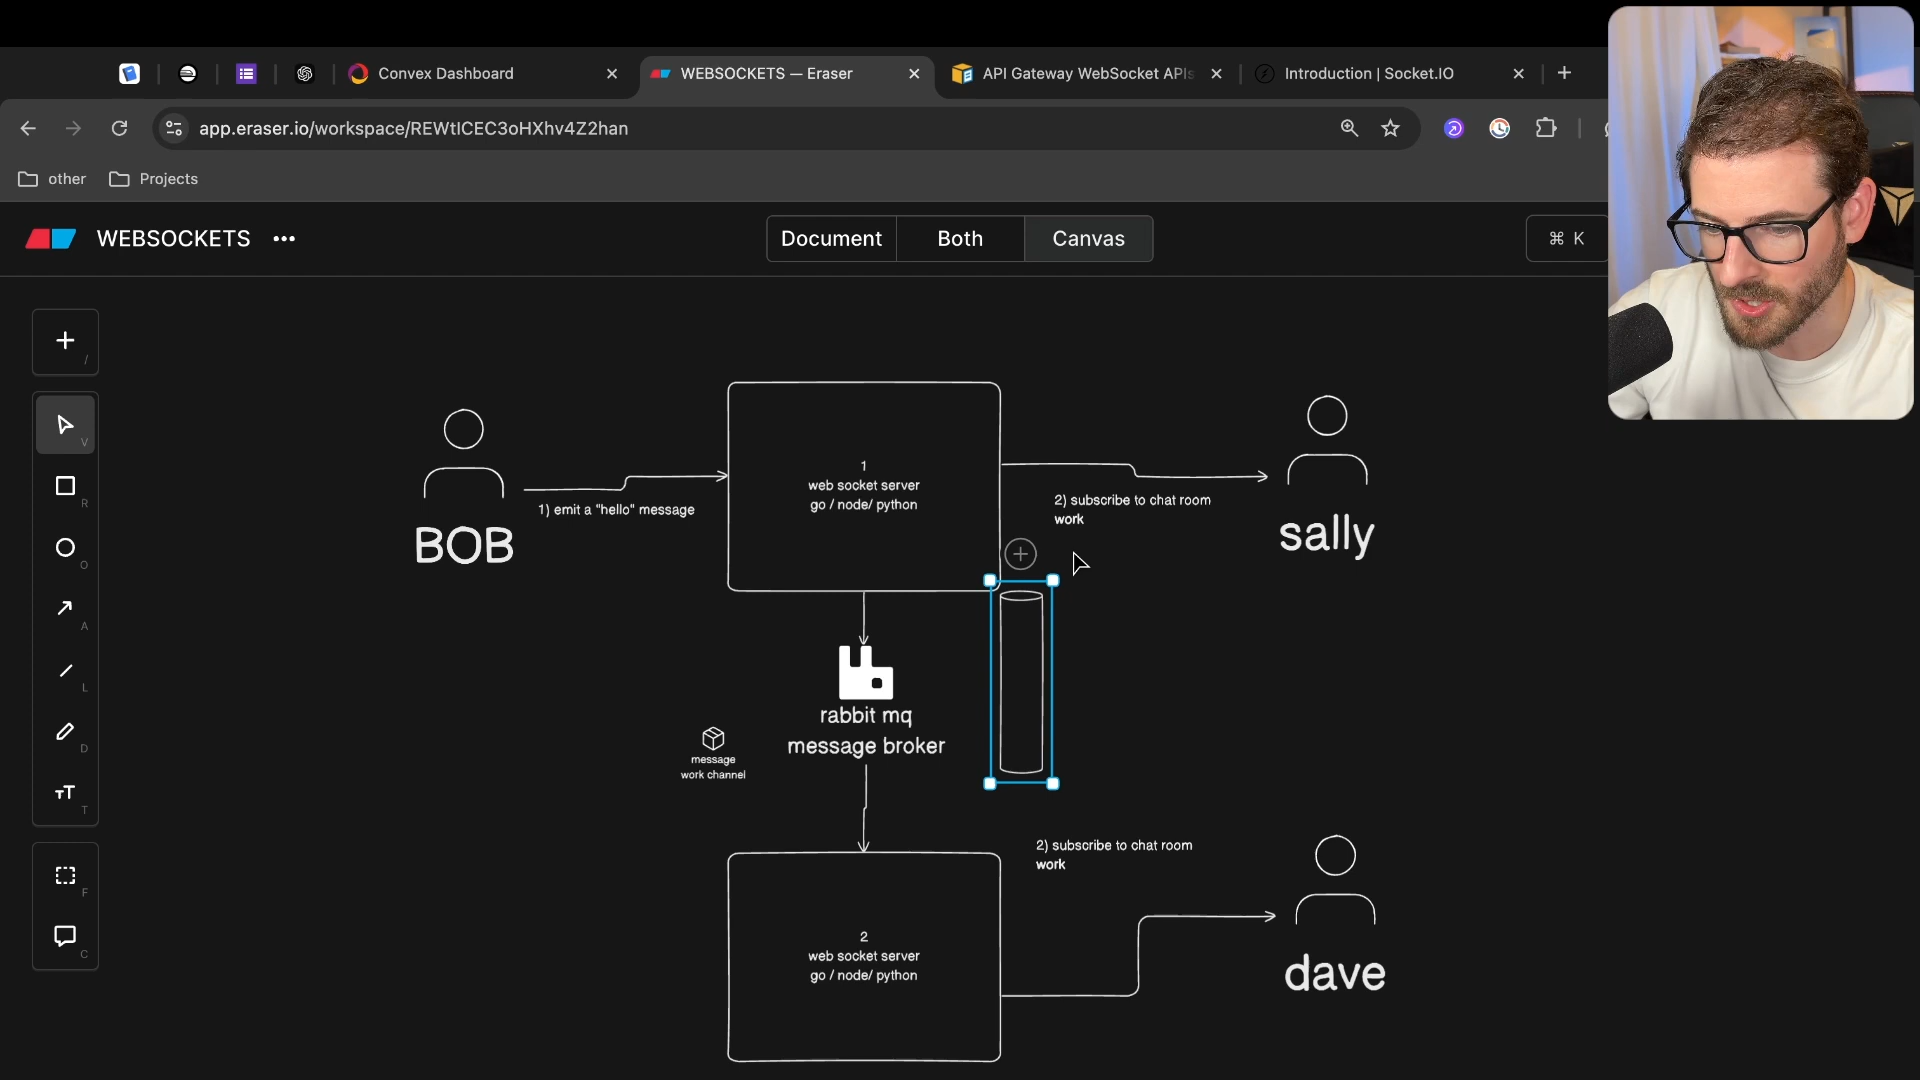 Convex Dashboard
WEBSOCKETS — Eraser
API Gateway WebSocket APIs
Introduction | Socket.IO
app.eraser.io/workspace/REWtICEC3oHXhv4Z2han
other
Projects
WEBSOCKETS
Document
Both
Canvas
⌘ K
/
V
R
O
A
L
D
T
F
C
BOB
1) emit a "hello" message
1
web socket server
go / node/ python
2) subscribe to chat room
work
sally
rabbit mq
message broker
message
work channel
2) subscribe to chat room
work
2
web socket server
go / node/ python
dave